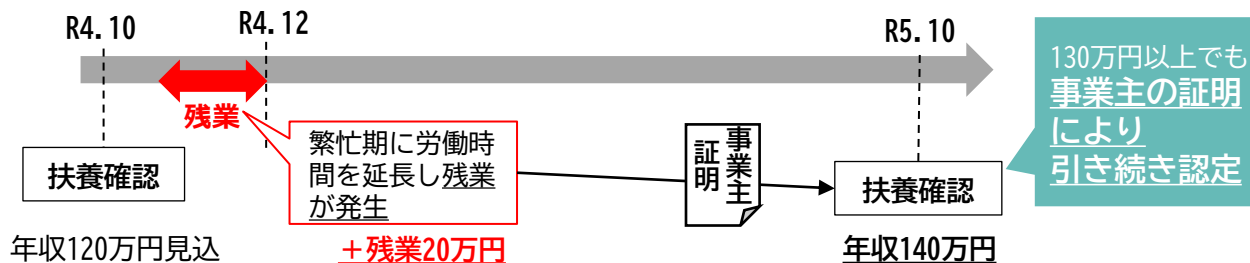 R4.10
R4.12
R5.10
残業
繁忙期に労働時
間を延長し残業
が発生
事業主
証明
扶養確認
扶養確認
130万円以上でも
事業主の証明
により
引き続き認定
年収120万円見込
＋残業20万円
年収140万円